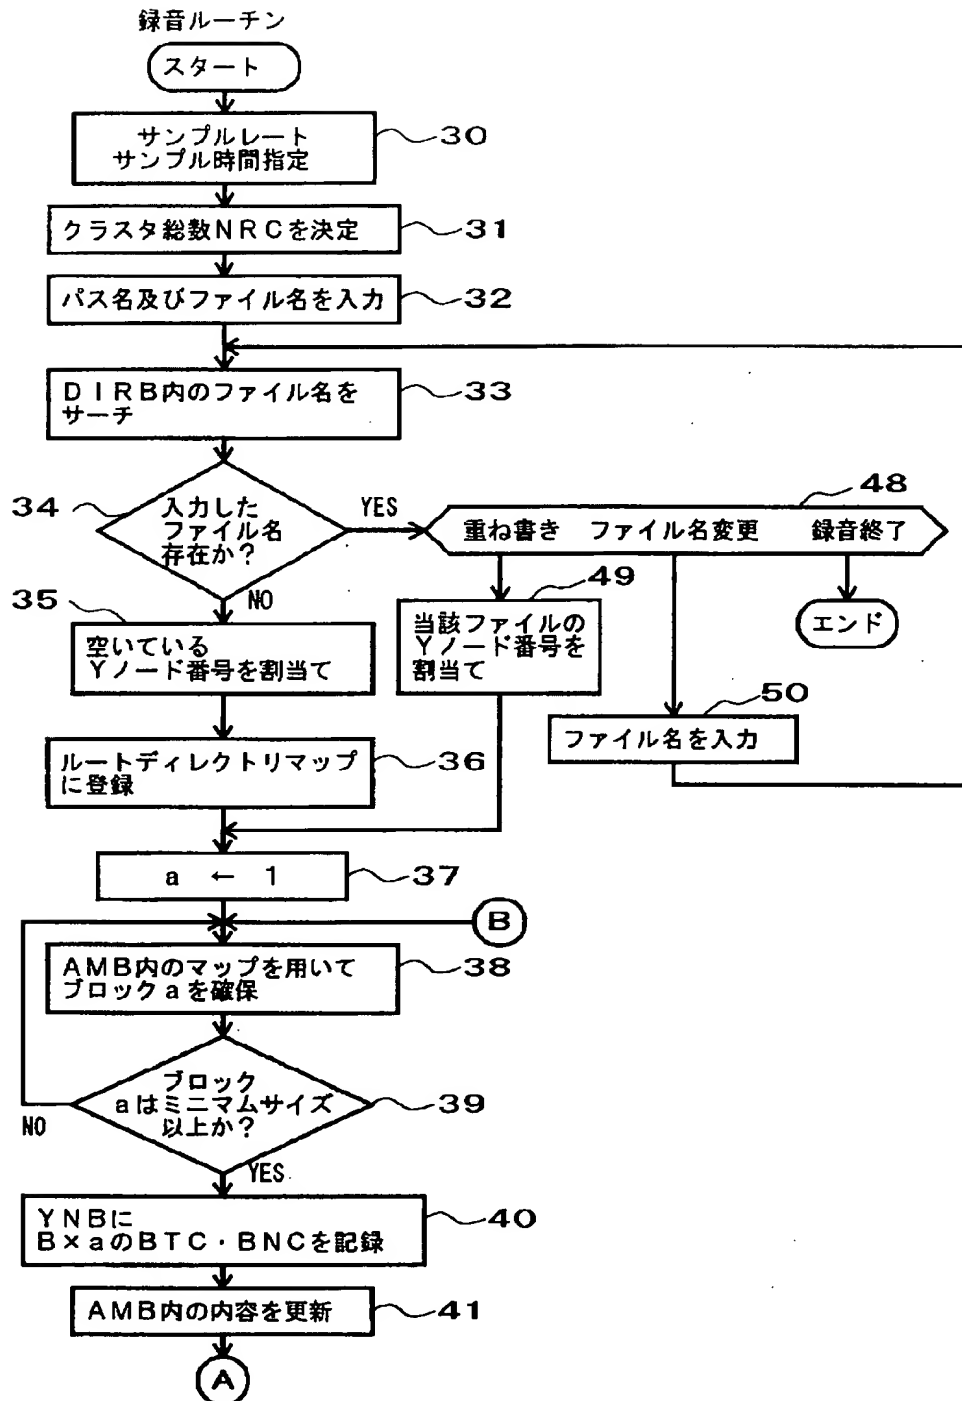 録音ルーチン
スタート
サンプルレート
サンプル時間指定
30
クラスタ総数NRCを決定
31
パス名及びファイル名を入力
32
DIRB内のファイル名を
サーチ
33
34
入力した
ファイル名
存在か?
YES
NO
48
重ね書き ファイル名変更 録音終了
49
当該ファイルの
Yノード番号を
割当て
エンド
35
空いている
Yノード番号を割当て
50
ファイル名を入力
ルートディレクトリマップ
に登録
36
a ← 1
37
B
AMB内のマップを用いて
ブロックaを確保
38
ブロック
aはミニマムサイズ
以上か?
39
NO
YES
YNBに
B×aのBTC・BNCを記録
40
AMB内の内容を更新
41
A